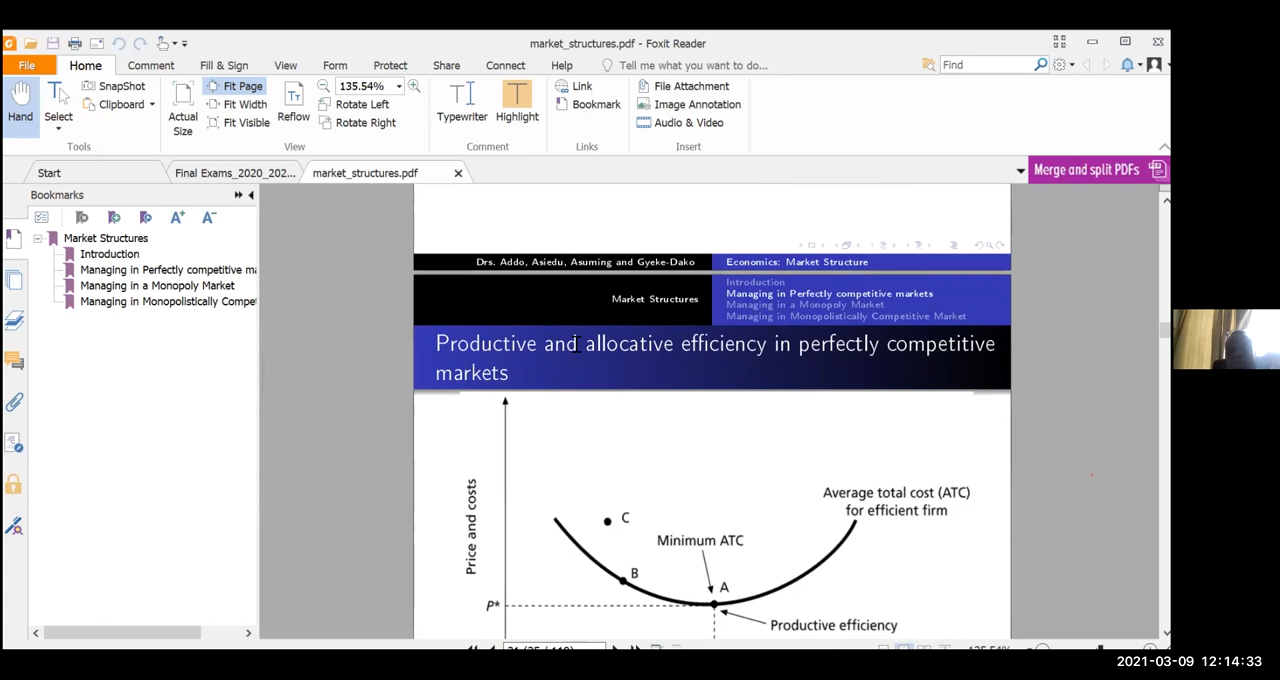 market_structures.pdf - Foxit Reader
File Home Comment Fill & Sign View Form Protect Share Connect Help Tell me what you want to do... Find
Hand
Select
SnapShot
Clipboard
Tools
Actual Size
Fit Page
Fit Width
Fit Visible
Reflow
135.54%
Rotate Left
Rotate Right
View
Typewriter
Highlight
Comment
Link
Bookmark
Links
File Attachment
Image Annotation
Audio & Video
Insert
Start Final Exams_2020_202... market_structures.pdf
Merge and split PDFs
Bookmarks
Market Structures
Introduction
Managing in Perfectly competitive ma
Managing in a Monopoly Market
Managing in Monopolistically Compe
Drs. Addo, Asiedu, Asuming and Gyeke-Dako Economics: Market Structure
Market Structures
Introduction
Managing in Perfectly competitive markets
Managing in a Monopoly Market
Managing in Monopolistically Competitive Market
Productive and allocative efficiency in perfectly competitive
markets
Price and costs
C
Average total cost (ATC)
for efficient firm
Minimum ATC
B
A
P*
Productive efficiency
2021-03-09 12:14:33